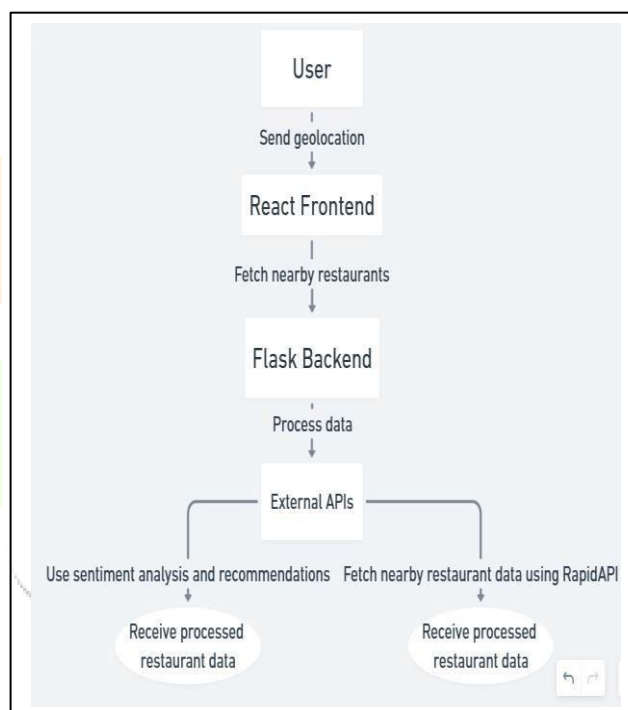 User
Send geolocation
React Frontend
Fetch nearby restaurants
Flask Backend
Process data
External APIs
Use sentiment analysis and recommendations
Fetch nearby restaurant data using RapidAPI
Receive processed
restaurant data
Receive processed
restaurant data